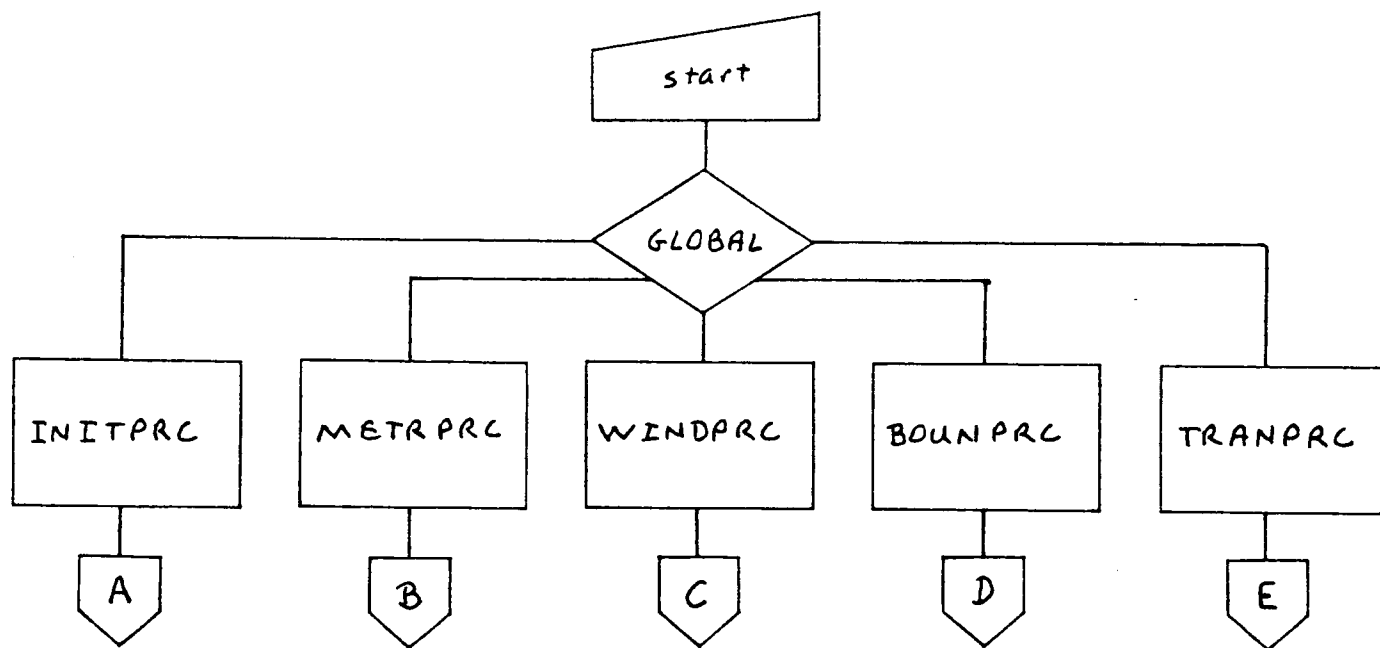 start
GLOBAL
INITPRC
METRPRC
WINDPRC
BOUNPRC
TRANPRC
A
B
C
D
E